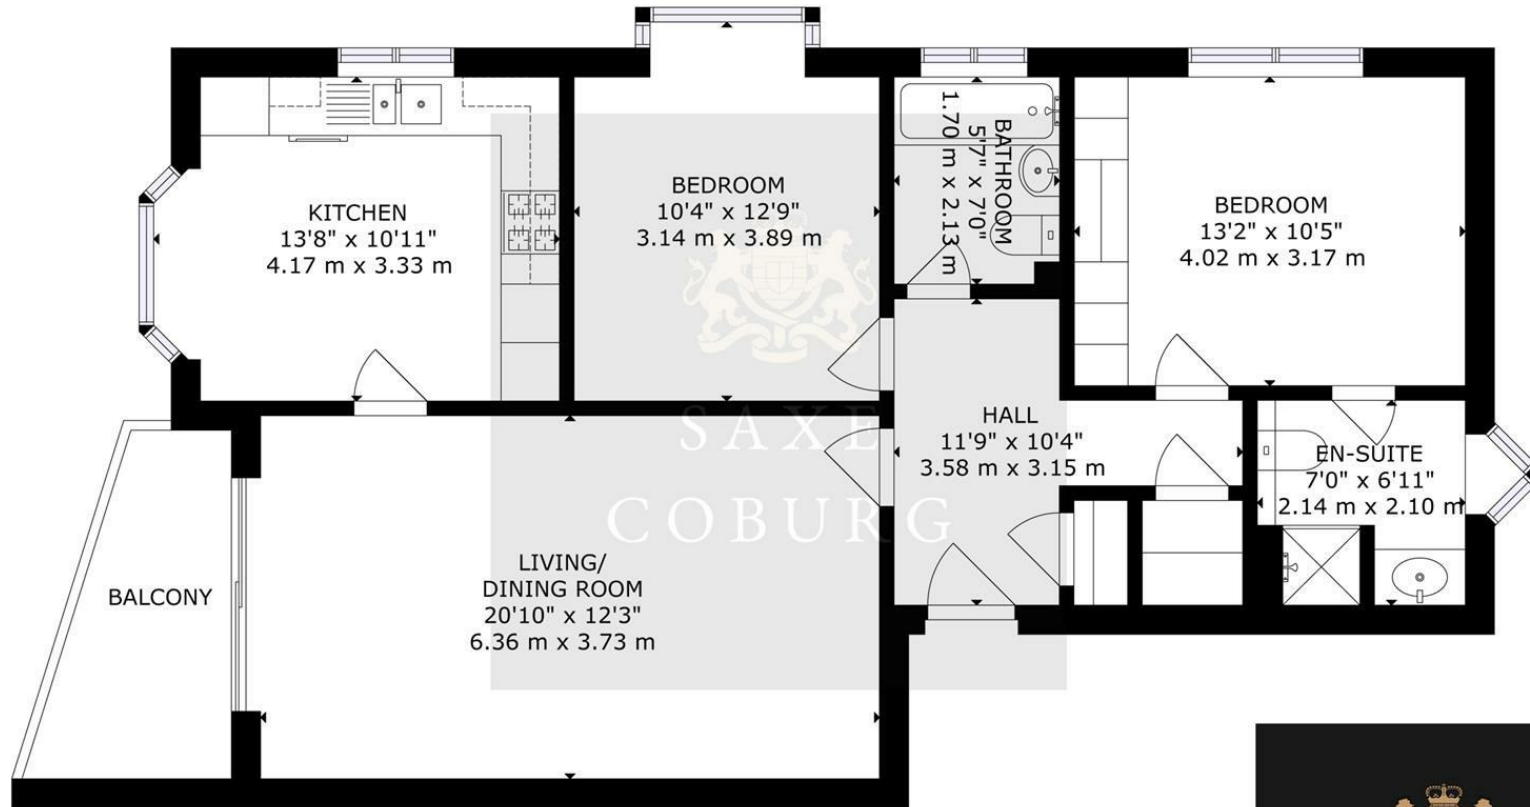 KITCHEN
13'8" x 10'11"
4.17 m x 3.33 m
BEDROOM
10'4" x 12'9"
3.14 m x 3.89 m
BATHROOM
5'7" x 7'0"
1.70 m x 2.13 m
BEDROOM
13'2" x 10'5"
4.02 m x 3.17 m
HALL
11'9" x 10'4"
3.58 m x 3.15 m
EN-SUITE
7'0" x 6'11"
2.14 m x 2.10 m
SAXE
COBURG
LIVING/
DINING ROOM
20'10" x 12'3"
6.36 m x 3.73 m
BALCONY